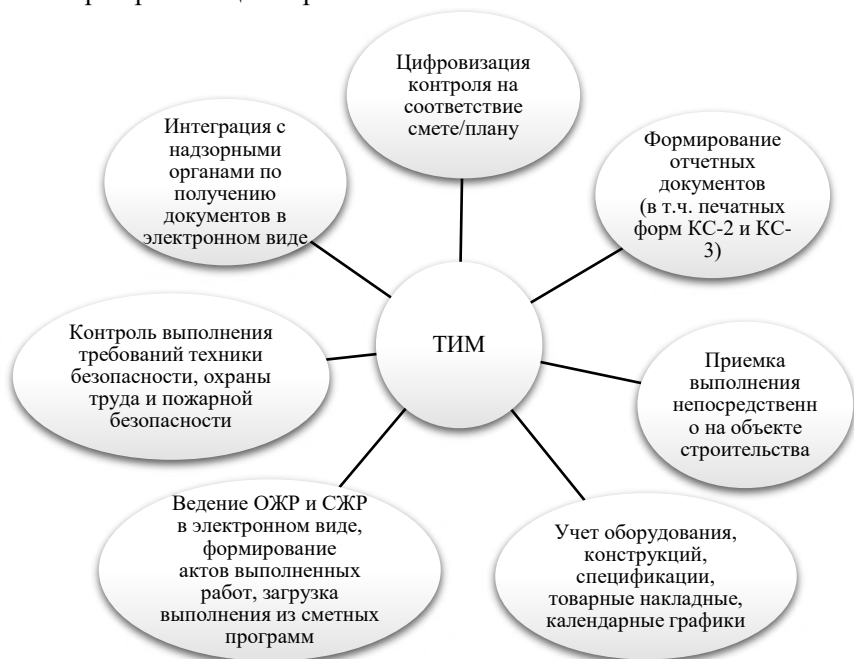 Цифровизация
контроля на
соответствие
смете/плану
Интеграция с
надзорными
органами по
получению
документов в
электронном виде
Формирование
отчетных
документов
(в т.ч. печатных
форм КС-2 и КС-
3)
ТИМ
Контроль выполнения
требований техники
безопасности, охраны
труда и пожарной
безопасности
Приемка
выполнения
непосредственн
о на объекте
строительства
Ведение ОЖР и СЖР
в электронном виде,
формирование
актов выполненных
работ, загрузка
выполнения из сметных
программ
Учет оборудования,
конструкций,
спецификации,
товарные накладные,
календарные графики